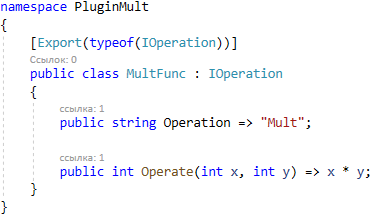 namespace PluginMult
{
[Export(typeof(IOperation))]
Ссылок: 0
public class MultFunc : IOperation
{
ссылка: 1
public string Operation => "Mult";
ссылка: 1
public int Operate(int x, int y) => x * y;
}
}